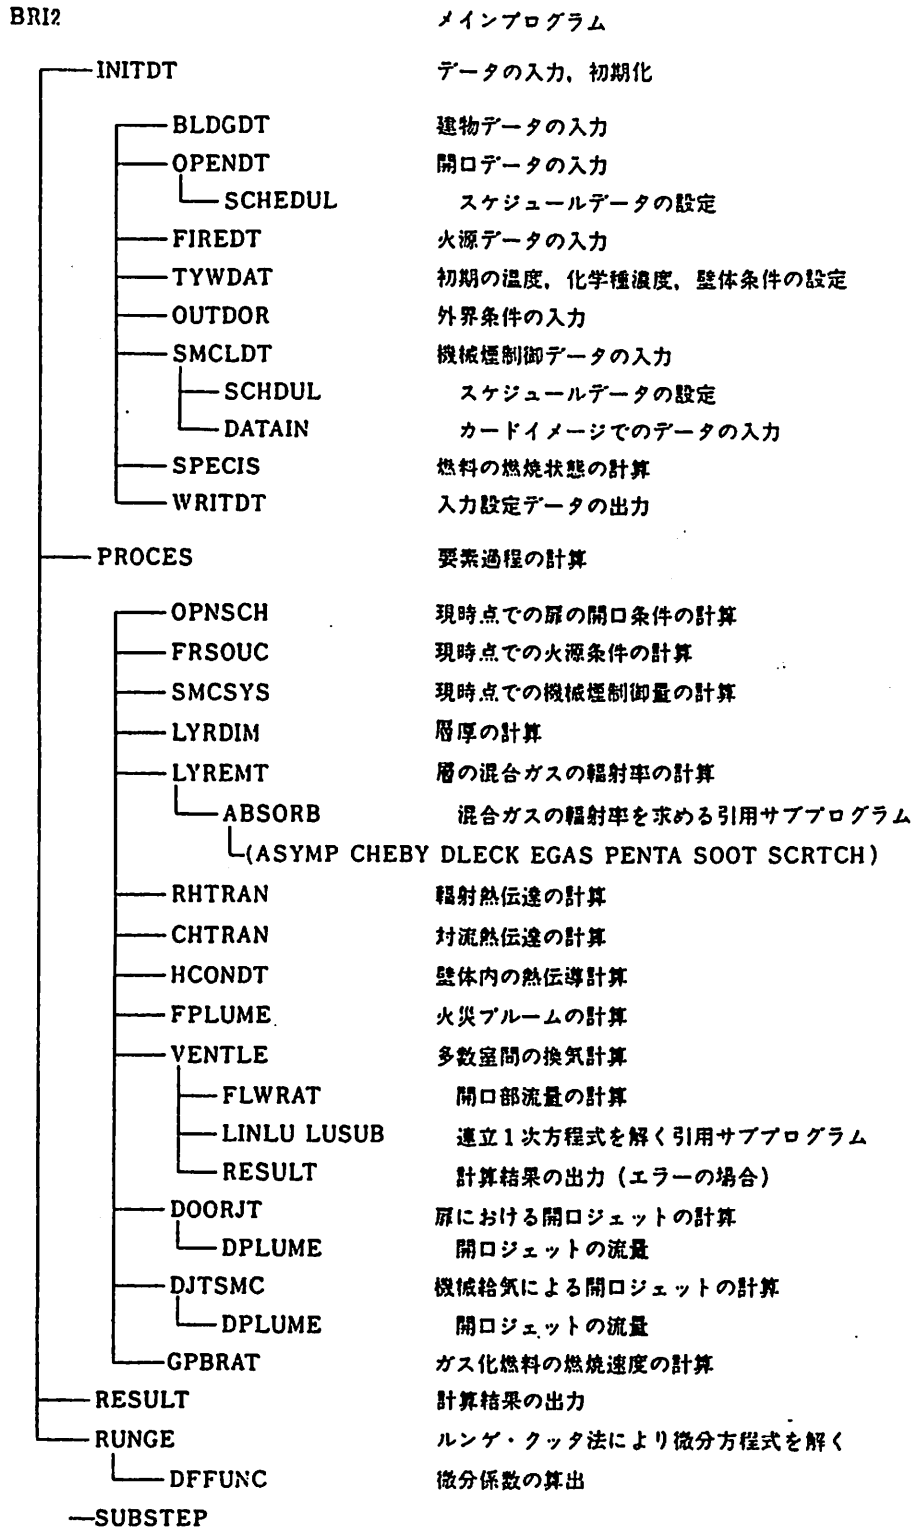 BRI2 メインプログラム
INITDT データの入力，初期化
BLDGDT 建物データの入力
OPENDT 開口データの入力
SCHEDUL スケジュールデータの設定
FIREDT 火源データの入力
TYWDAT 初期の温度，化学種濃度，壁体条件の設定
OUTDOR 外界条件の入力
SMCLDT 機械煙制御データの入力
SCHDUL スケジュールデータの設定
DATAIN カードイメージでのデータの入力
SPECIS 燃料の燃焼状態の計算
WRITDT 入力設定データの出力
PROCES 要素過程の計算
OPNSCH 現時点での扉の開口条件の計算
FRSOUC 現時点での火源条件の計算
SMCSYS 現時点での機械煙制御量の計算
LYRDIM 層厚の計算
LYREMT 層の混合ガスの輻射率の計算
ABSORB 混合ガスの輻射率を求める引用サブプログラム
(ASYMP CHEBY DLECK EGAS PENTA SOOT SCRTCH)
RHTRAN 輻射熱伝達の計算
CHTRAN 対流熱伝達の計算
HCONDT 壁体内の熱伝導計算
FPLUME 火災プルームの計算
VENTLE 多数室間の換気計算
FLWRAT 開口部流量の計算
LINLU LUSUB 連立1次方程式を解く引用サブプログラム
RESULT 計算結果の出力（エラーの場合）
DOORJT 扉における開口ジェットの計算
DPLUME 開口ジェットの流量
DJTSMC 機械給気による開口ジェットの計算
DPLUME 開口ジェットの流量
GPBRAT ガス化燃料の燃焼速度の計算
RESULT 計算結果の出力
RUNGE ルンゲ・クッタ法により微分方程式を解く
DFFUNC 微分係数の算出
SUBSTEP